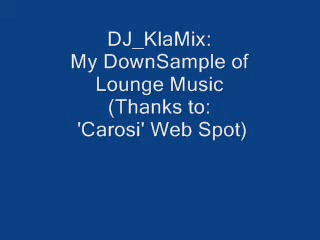 DJ_KlaMix:
My DownSample of
Lounge Music
(Thanks to:
'Carosi' Web Spot)